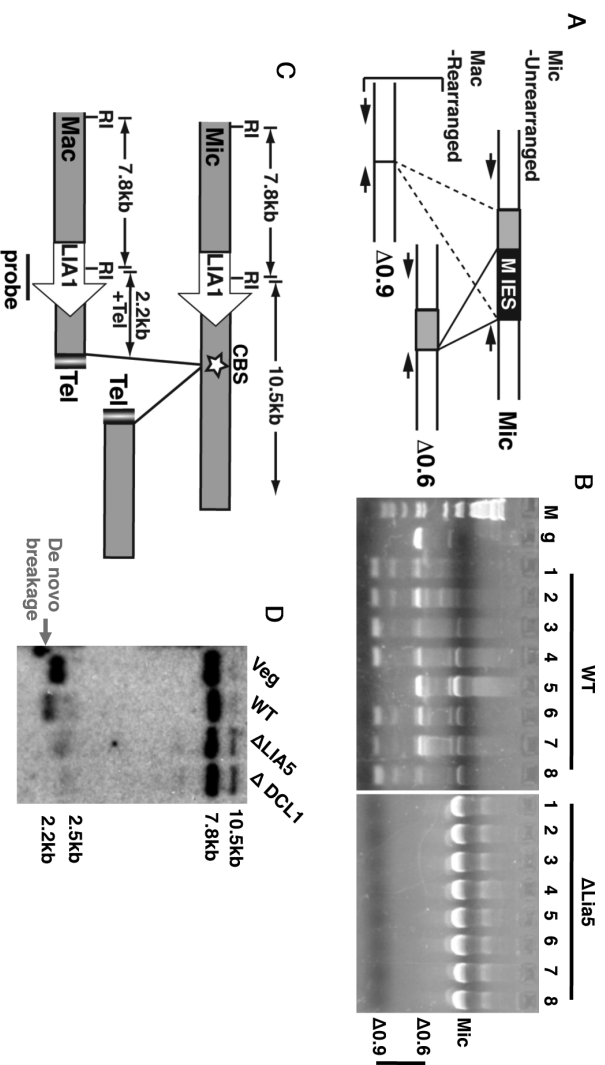 A
Mic
-Unrearranged
M IES
Mic
Mac
-Rearranged
Δ0.9
Δ0.6
B
WT
ΔLia5
M g 1 2 3 4 5 6 7 8
1 2 3 4 5 6 7 8
Mic
Δ0.6
Δ0.9
C
7.8kb
10.5kb
RI
RI
CBS
Mic
LIA1
7.8kb
2.2kb
+Tel
RI
RI
Mac
LIA1
Tel
Tel
probe
D
Veg
WT
ΔLIA5
Δ DCL1
10.5kb
7.8kb
2.5kb
2.2kb
De novo
breakage